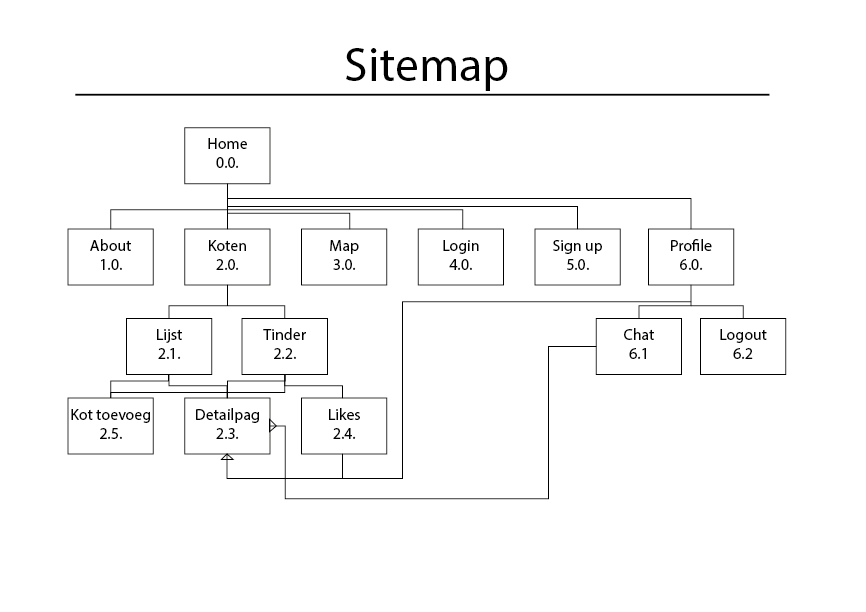 Sitemap
Home
0.0.
About
1.0.
Koten
2.0.
Map
3.0.
Login
4.0.
Sign up
5.0.
Profile
6.0.
Lijst
2.1.
Tinder
2.2.
Chat
6.1
Logout
6.2
Kot toevoeg
2.5.
Detailpag
2.3.
Likes
2.4.